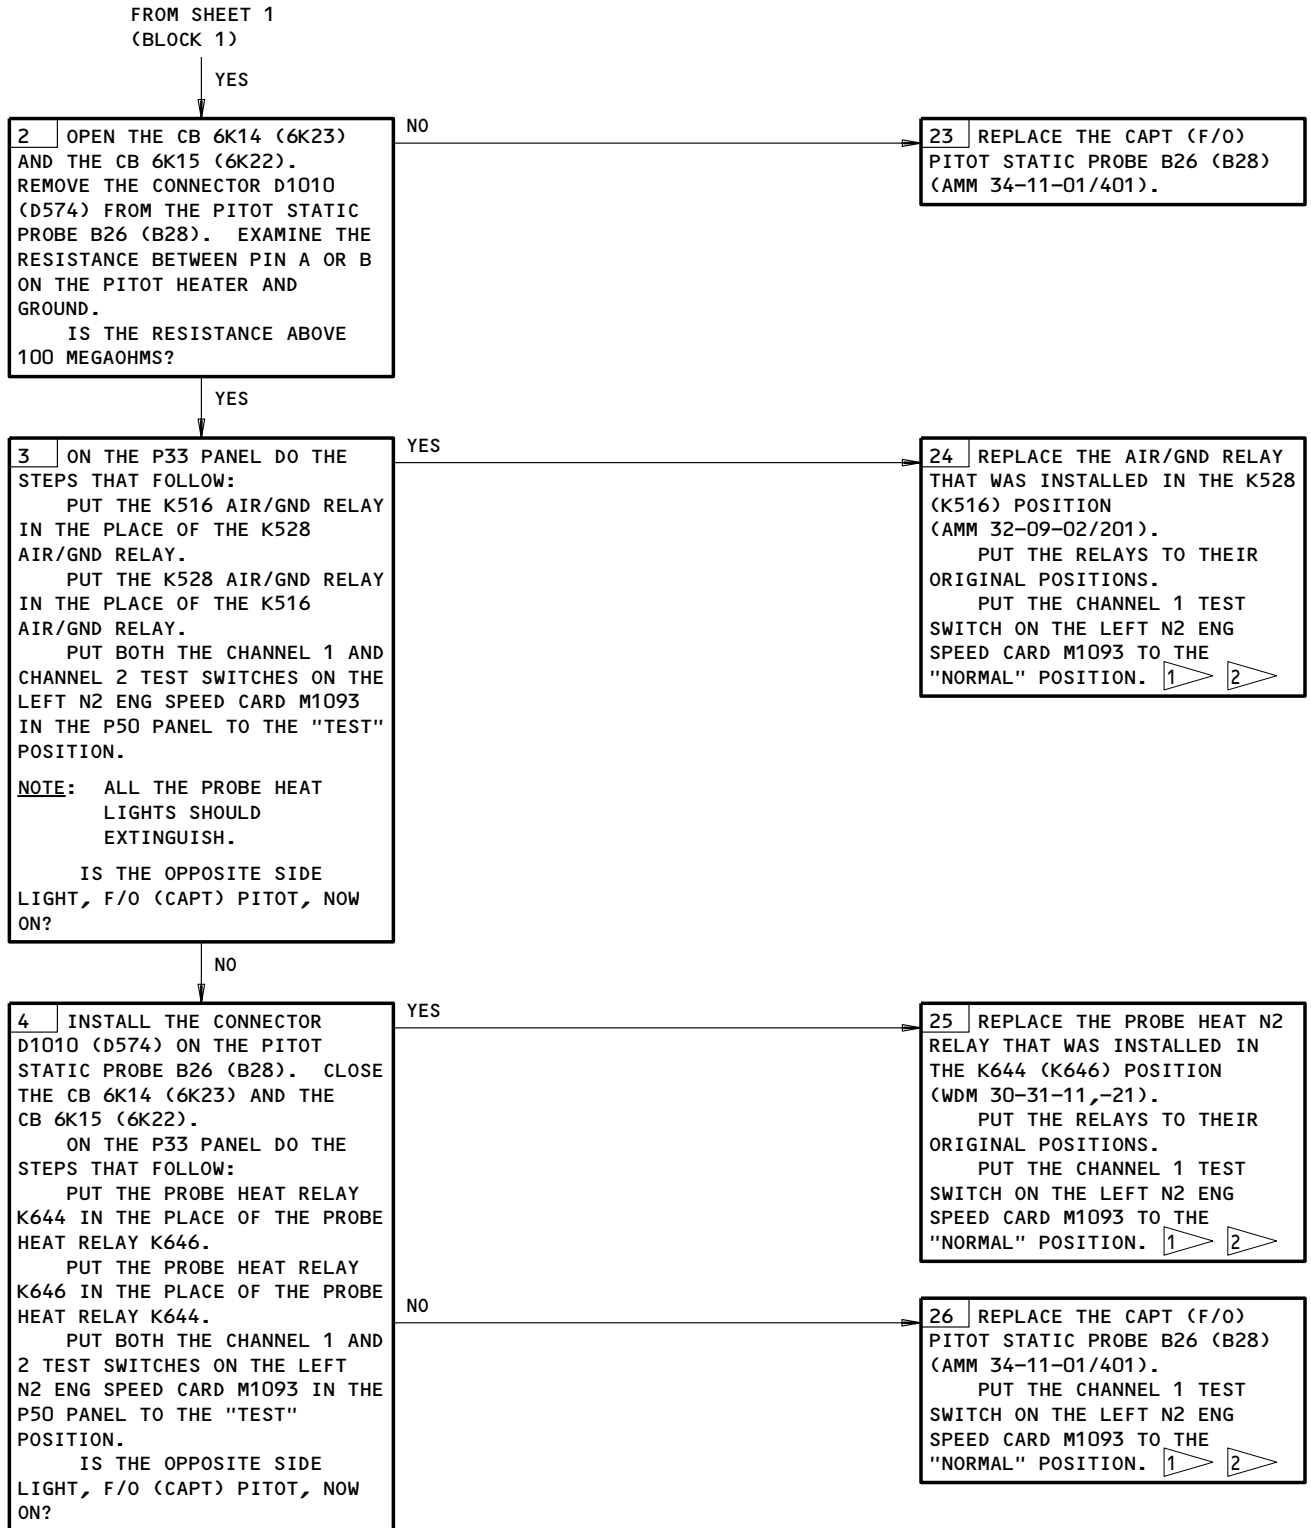 FROM SHEET 1
(BLOCK 1)
YES
2 OPEN THE CB 6K14 (6K23)
AND THE CB 6K15 (6K22).
REMOVE THE CONNECTOR D1010
(D574) FROM THE PITOT STATIC
PROBE B26 (B28). EXAMINE THE
RESISTANCE BETWEEN PIN A OR B
ON THE PITOT HEATER AND
GROUND.
IS THE RESISTANCE ABOVE
100 MEGAOHMS?
NO
23 REPLACE THE CAPT (F/O)
PITOT STATIC PROBE B26 (B28)
(AMM 34-11-01/401).
YES
3 ON THE P33 PANEL DO THE
STEPS THAT FOLLOW:
PUT THE K516 AIR/GND RELAY
IN THE PLACE OF THE K528
AIR/GND RELAY.
PUT THE K528 AIR/GND RELAY
IN THE PLACE OF THE K516
AIR/GND RELAY.
PUT BOTH THE CHANNEL 1 AND
CHANNEL 2 TEST SWITCHES ON THE
LEFT N2 ENG SPEED CARD M1093
IN THE P50 PANEL TO THE "TEST"
POSITION.
NOTE: ALL THE PROBE HEAT
LIGHTS SHOULD
EXTINGUISH.
IS THE OPPOSITE SIDE
LIGHT, F/O (CAPT) PITOT, NOW
ON?
YES
24 REPLACE THE AIR/GND RELAY
THAT WAS INSTALLED IN THE K528
(K516) POSITION
(AMM 32-09-02/201).
PUT THE RELAYS TO THEIR
ORIGINAL POSITIONS.
PUT THE CHANNEL 1 TEST
SWITCH ON THE LEFT N2 ENG
SPEED CARD M1093 TO THE
"NORMAL" POSITION. 1 2
NO
4 INSTALL THE CONNECTOR
D1010 (D574) ON THE PITOT
STATIC PROBE B26 (B28). CLOSE
THE CB 6K14 (6K23) AND THE
CB 6K15 (6K22).
ON THE P33 PANEL DO THE
STEPS THAT FOLLOW:
PUT THE PROBE HEAT RELAY
K644 IN THE PLACE OF THE PROBE
HEAT RELAY K646.
PUT THE PROBE HEAT RELAY
K646 IN THE PLACE OF THE PROBE
HEAT RELAY K644.
PUT BOTH THE CHANNEL 1 AND
2 TEST SWITCHES ON THE LEFT
N2 ENG SPEED CARD M1093 IN THE
P50 PANEL TO THE "TEST"
POSITION.
IS THE OPPOSITE SIDE
LIGHT, F/O (CAPT) PITOT, NOW
ON?
YES
25 REPLACE THE PROBE HEAT N2
RELAY THAT WAS INSTALLED IN
THE K644 (K646) POSITION
(WDM 30-31-11,-21).
PUT THE RELAYS TO THEIR
ORIGINAL POSITIONS.
PUT THE CHANNEL 1 TEST
SWITCH ON THE LEFT N2 ENG
SPEED CARD M1093 TO THE
"NORMAL" POSITION. 1 2
NO
26 REPLACE THE CAPT (F/O)
PITOT STATIC PROBE B26 (B28)
(AMM 34-11-01/401).
PUT THE CHANNEL 1 TEST
SWITCH ON THE LEFT N2 ENG
SPEED CARD M1093 TO THE
"NORMAL" POSITION. 1 2